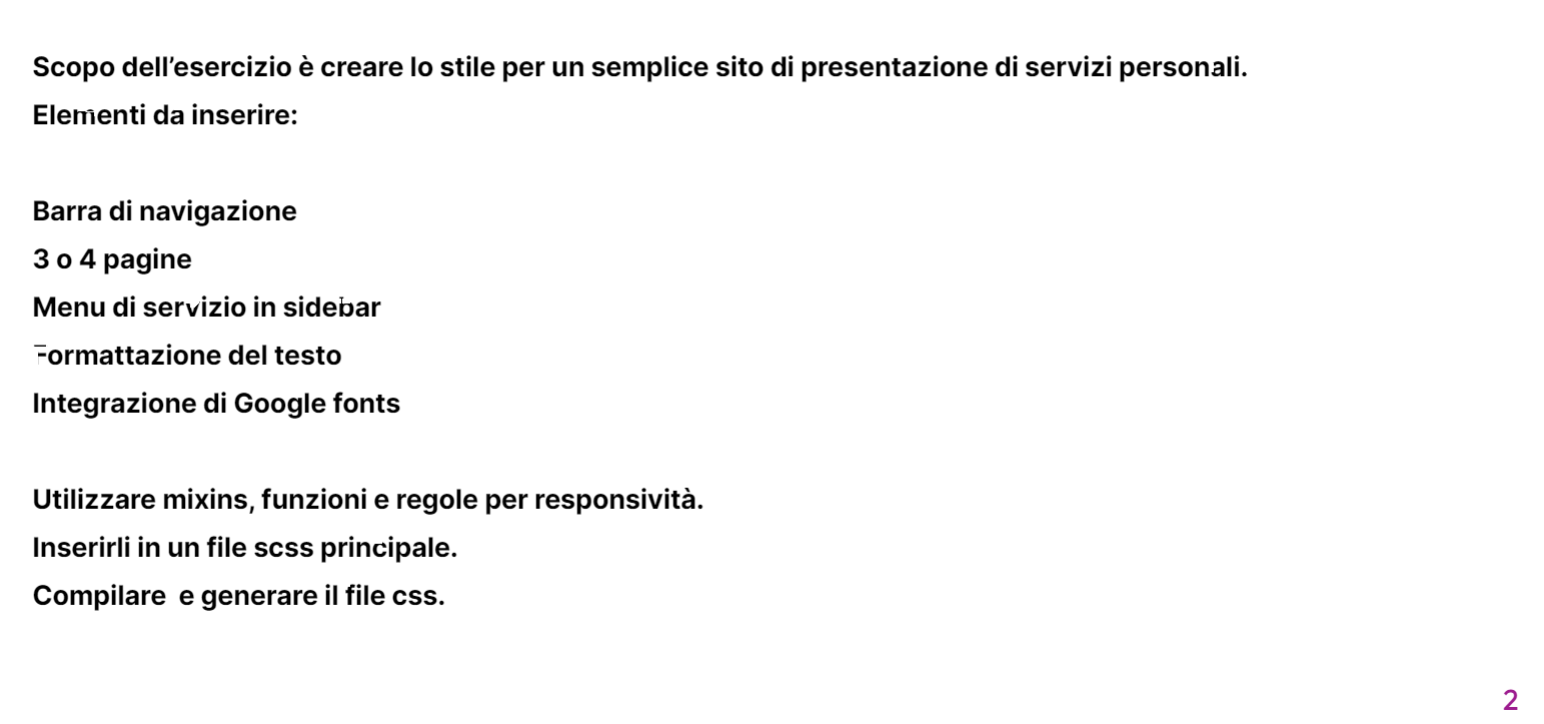 Scopo dell’esercizio è creare lo stile per un semplice sito di presentazione di servizi personali.
Elementi da inserire:
Barra di navigazione
3 o 4 pagine
Menu di servizio in sidebar
Formattazione del testo
Integrazione di Google fonts
Utilizzare mixins, funzioni e regole per responsività.
Inserirli in un file scss principale.
Compilare  e generare il file css.
2